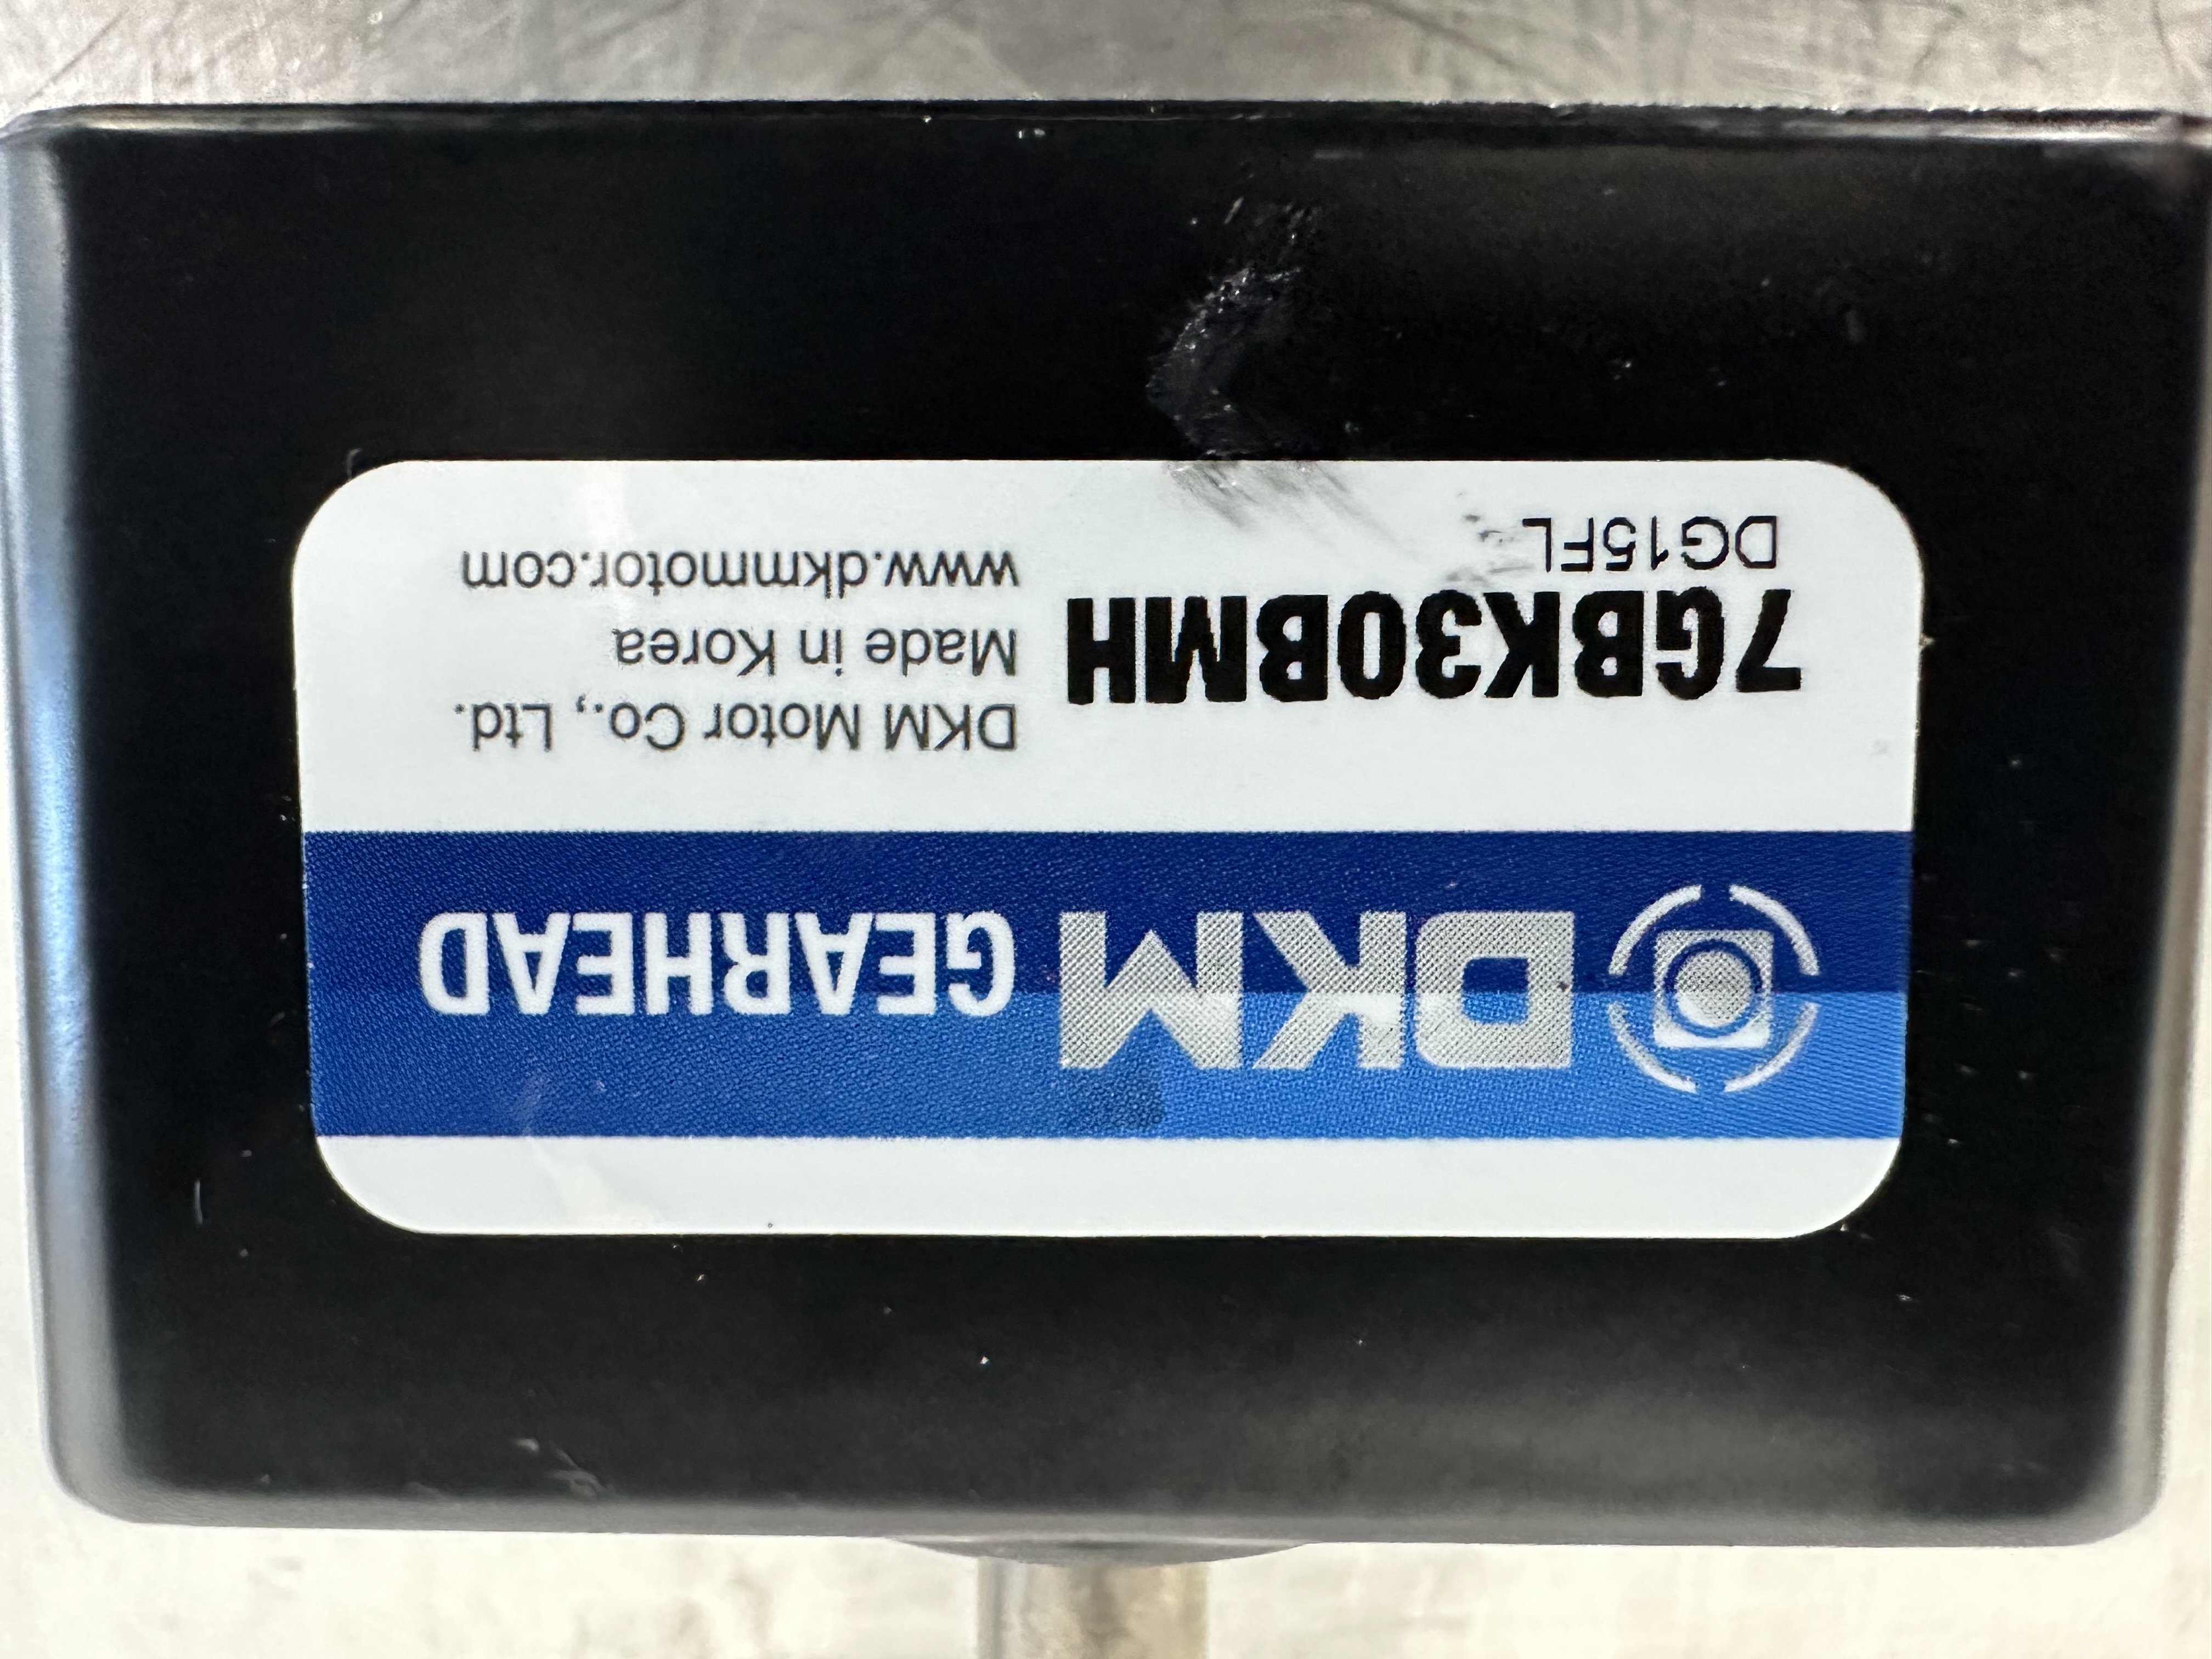 DKM GEARHEAD
7GBK30BMH
DG15FL
DKM Motor Co., Ltd.
Made in Korea
www.dkmmotor.com